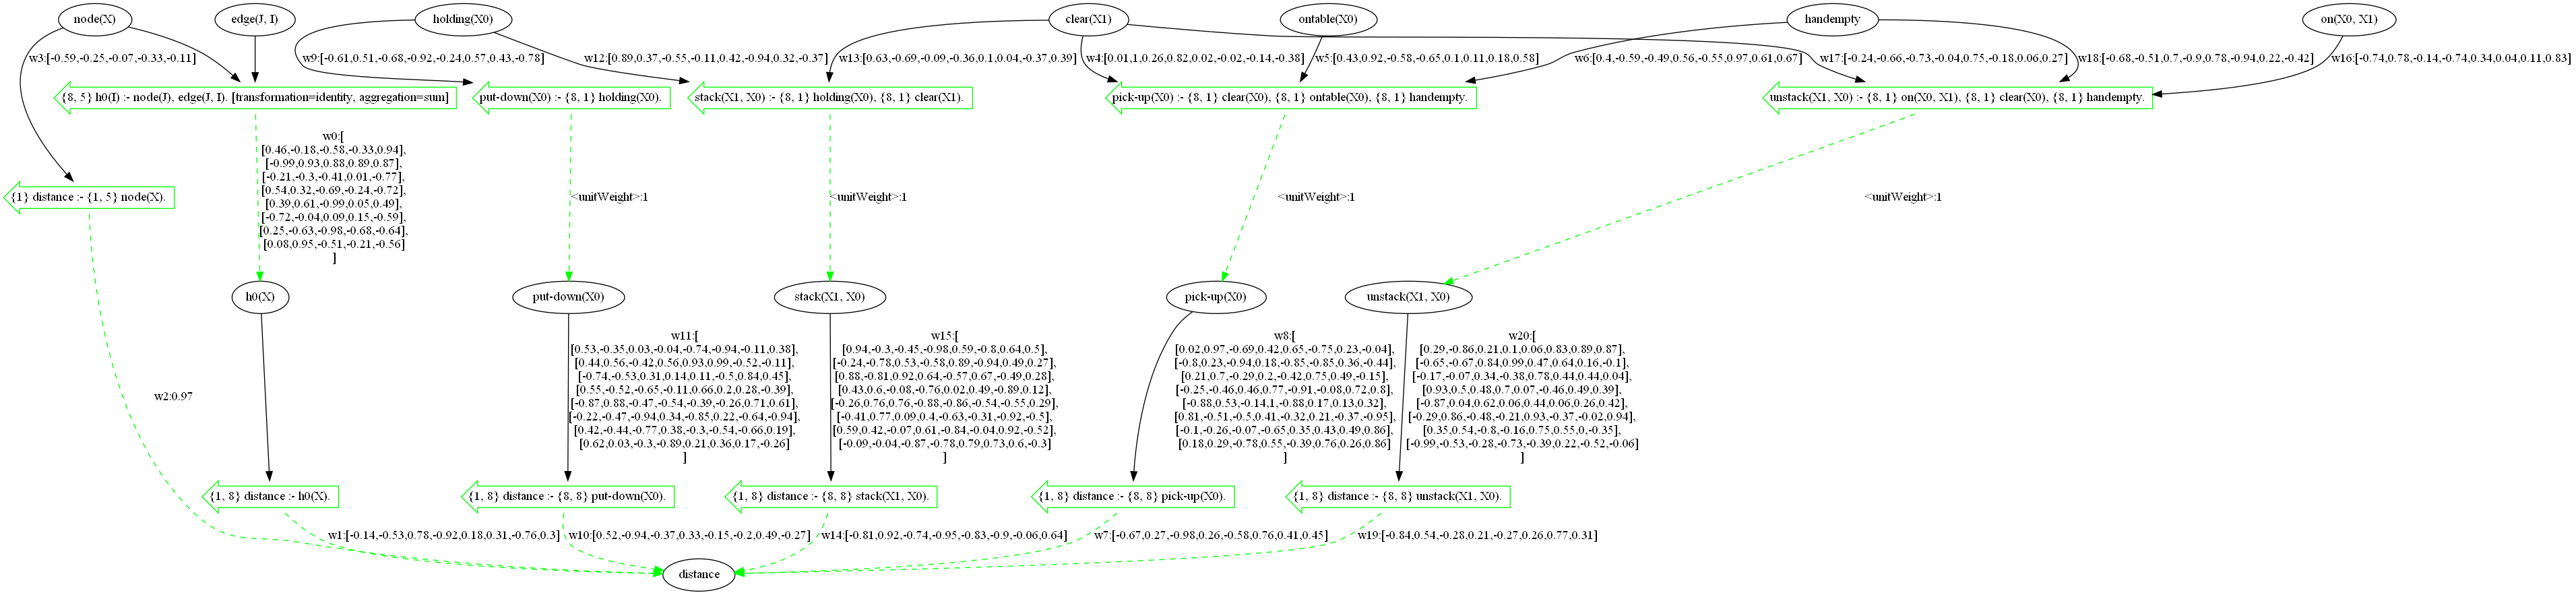 node(X)
edge(J, I)
holding(X0)
clear(X1)
ontable(X0)
handempty
on(X0, X1)
w3:[-0.59,-0.25,-0.07,-0.33,-0.11]
w9:[-0.61,0.51,-0.68,-0.92,-0.24,0.57,0.43,-0.78]
w12:[0.89,0.37,-0.55,-0.11,0.42,-0.94,0.32,-0.37]
w13:[0.63,-0.69,-0.09,-0.36,0.1,0.04,-0.37,0.39]
w4:[0.01,1,0.26,0.82,0.02,-0.02,-0.14,-0.38]
w5:[0.43,0.92,-0.58,-0.65,0.1,0.11,0.18,0.58]
w6:[0.4,-0.59,-0.49,0.56,-0.55,0.97,0.61,0.67]
w17:[-0.24,-0.66,-0.73,-0.04,0.75,-0.18,0.06,0.27]
w18:[-0.68,-0.51,0.7,-0.9,0.78,-0.94,0.22,-0.42]
w16:[-0.74,0.78,-0.14,-0.74,0.34,0.04,0.11,0.83]
{8, 5} h0(I) :- node(J), edge(J, I). [transformation=identity, aggregation=sum]
put-down(X0) :- {8, 1} holding(X0).
stack(X1, X0) :- {8, 1} holding(X0), {8, 1} clear(X1).
pick-up(X0) :- {8, 1} clear(X0), {8, 1} ontable(X0), {8, 1} handempty.
unstack(X1, X0) :- {8, 1} on(X0, X1), {8, 1} clear(X0), {8, 1} handempty.
w0:[
[0.46,-0.18,-0.58,-0.33,0.94],
[-0.99,0.93,0.88,0.89,0.87],
[-0.21,-0.3,-0.41,0.01,-0.77],
[0.54,0.32,-0.69,-0.24,-0.72],
[0.39,0.61,-0.99,0.05,0.49],
[-0.72,-0.04,0.09,0.15,-0.59],
[0.25,-0.63,-0.98,-0.68,-0.64],
[0.08,0.95,-0.51,-0.21,-0.56]
]
{1} distance :- {1, 5} node(X).
<unitWeight>:1
<unitWeight>:1
<unitWeight>:1
<unitWeight>:1
h0(X)
put-down(X0)
stack(X1, X0)
pick-up(X0)
unstack(X1, X0)
w2:0.97
w11:[
[0.53,-0.35,0.03,-0.04,-0.74,-0.94,-0.11,0.38],
[0.44,0.56,-0.42,0.56,0.93,0.99,-0.52,-0.11],
[-0.74,-0.53,0.31,0.14,0.11,-0.5,0.84,0.45],
[0.55,-0.52,-0.65,-0.11,0.66,0.2,0.28,-0.39],
[-0.87,0.88,-0.47,-0.54,-0.39,-0.26,0.71,0.61],
[-0.22,-0.47,-0.94,0.34,-0.85,0.22,-0.64,-0.94],
[0.42,-0.44,-0.77,0.38,-0.3,-0.54,-0.66,0.19],
[0.62,0.03,-0.3,-0.89,0.21,0.36,0.17,-0.26]
]
w15:[
[0.94,-0.3,-0.45,-0.98,0.59,-0.8,0.64,0.5],
[-0.24,-0.78,0.53,-0.58,0.89,-0.94,0.49,0.27],
[0.88,-0.81,0.92,0.64,-0.57,0.67,-0.49,0.28],
[0.43,0.6,-0.08,-0.76,0.02,0.49,-0.89,0.12],
[-0.26,0.76,0.76,-0.88,-0.86,-0.54,-0.55,0.29],
[-0.41,0.77,0.09,0.4,-0.63,-0.31,-0.92,-0.5],
[0.59,0.42,-0.07,0.61,-0.84,-0.04,0.92,-0.52],
[-0.09,-0.04,-0.87,-0.78,0.79,0.73,0.6,-0.3]
]
w8:[
[0.02,0.97,-0.69,0.42,0.65,-0.75,0.23,-0.04],
[-0.8,0.23,-0.94,0.18,-0.85,-0.85,0.36,-0.44],
[0.21,0.7,-0.29,0.2,-0.42,0.75,0.49,-0.15],
[-0.25,-0.46,0.46,0.77,-0.91,-0.08,0.72,0.8],
[-0.88,0.53,-0.14,1,-0.88,0.17,0.13,0.32],
[0.81,-0.51,-0.5,0.41,-0.32,0.21,-0.37,-0.95],
[-0.1,-0.26,-0.07,-0.65,0.35,0.43,0.49,0.86],
[0.18,0.29,-0.78,0.55,-0.39,0.76,0.26,0.86]
]
w20:[
[0.29,-0.86,0.21,0.1,0.06,0.83,0.89,0.87],
[-0.65,-0.67,0.84,0.99,0.47,0.64,0.16,-0.1],
[-0.17,-0.07,0.34,-0.38,0.78,0.44,0.44,0.04],
[0.93,0.5,0.48,0.7,0.07,-0.46,0.49,0.39],
[-0.87,0.04,0.62,0.06,0.44,0.06,0.26,0.42],
[-0.29,0.86,-0.48,-0.21,0.93,-0.37,-0.02,0.94],
[0.35,0.54,-0.8,-0.16,0.75,0.55,0,-0.35],
[-0.99,-0.53,-0.28,-0.73,-0.39,0.22,-0.52,-0.06]
]
{1, 8} distance :- h0(X).
{1, 8} distance :- {8, 8} put-down(X0).
{1, 8} distance :- {8, 8} stack(X1, X0).
{1, 8} distance :- {8, 8} pick-up(X0).
{1, 8} distance :- {8, 8} unstack(X1, X0).
w1:[-0.14,-0.53,0.78,-0.92,0.18,0.31,-0.76,0.3]
w10:[0.52,-0.94,-0.37,0.33,-0.15,-0.2,0.49,-0.27]
w14:[-0.81,0.92,-0.74,-0.95,-0.83,-0.9,-0.06,0.64]
w7:[-0.67,0.27,-0.98,0.26,-0.58,0.76,0.41,0.45]
w19:[-0.84,0.54,-0.28,0.21,-0.27,0.26,0.77,0.31]
distance